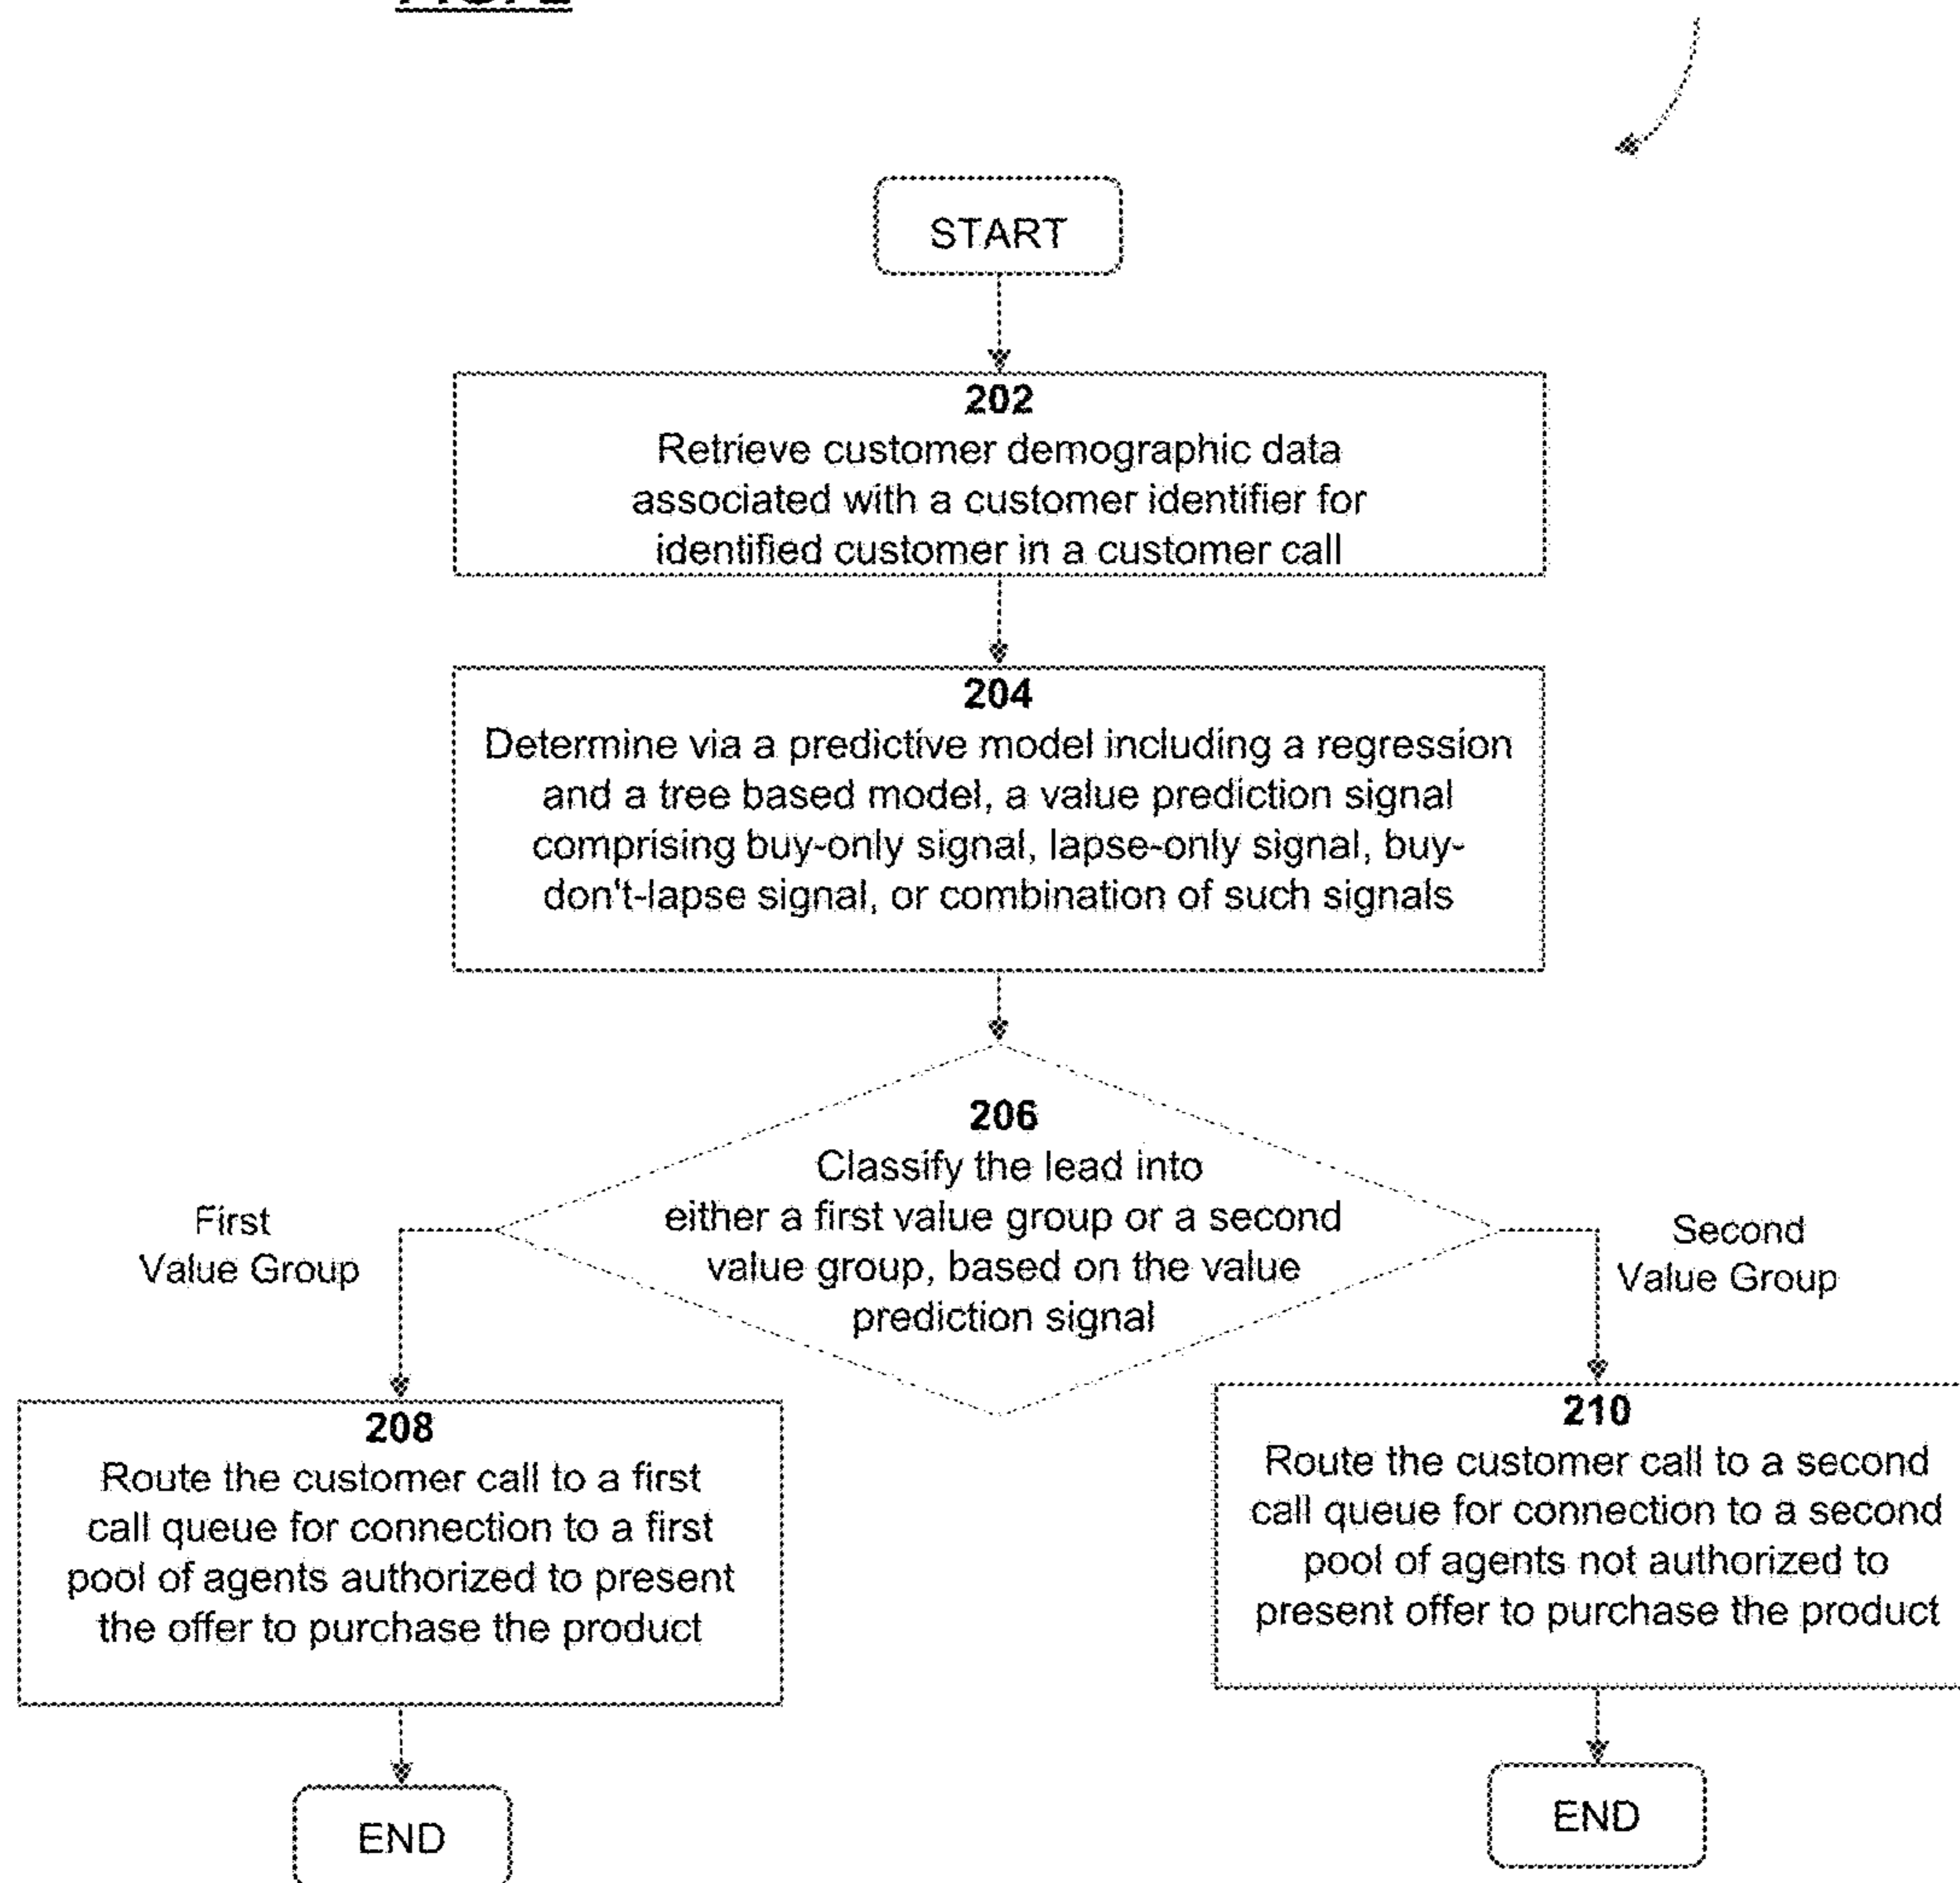 START
202
Retrieve customer demographic data
associated with a customer identifier for
identified customer in a customer call
204
Determine via a predictive model including a regression
and a tree based model, a value prediction signal
comprising buy-only signal, lapse-only signal, buy-
don't-lapse signal, or combination of such signals
206
Classify the lead into
either a first value group or a second
value group, based on the value
prediction signal
First
Value Group
Second
Value Group
208
Route the customer call to a first
call queue for connection to a first
pool of agents authorized to present
the offer to purchase the product
210
Route the customer call to a second
call queue for connection to a second
pool of agents not authorized to
present offer to purchase the product
END
END